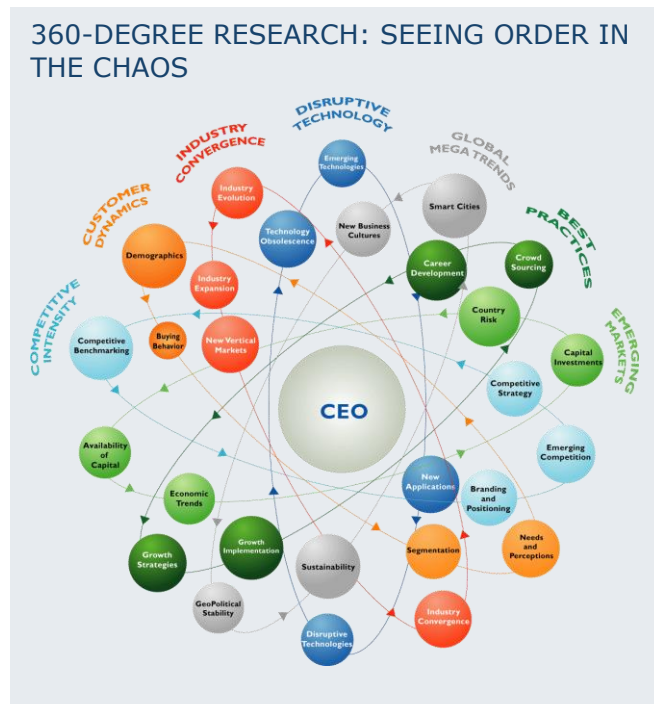 360-DEGREE RESEARCH: SEEING ORDER IN
THE CHAOS
DISRUPTIVE
TECHNOLOGY
INDUSTRY
CONVERGENCE
GLOBAL
MEGA TRENDS
CUSTOMER
DYNAMICS
BEST
PRACTICES
COMPETITIVE
INTENSITY
EMERGING
MARKETS
Emerging
Technologies
Industry
Evolution
Smart Cities
Technology
Obsolescence
New Business
Cultures
Demographics
Career
Development
Crowd
Sourcing
Industry
Expansion
Country
Risk
Competitive
Benchmarking
Buying
Behavior
New Vertical
Markets
Capital
Investments
Competitive
Strategy
CEO
Availability
of
Capital
Emerging
Competition
Economic
Trends
New
Applications
Branding
and
Positioning
Growth
Strategies
Growth
Implementation
Sustainability
Segmentation
Needs
and
Perceptions
GeoPolitical
Stability
Disruptive
Technologies
Industry
Convergence